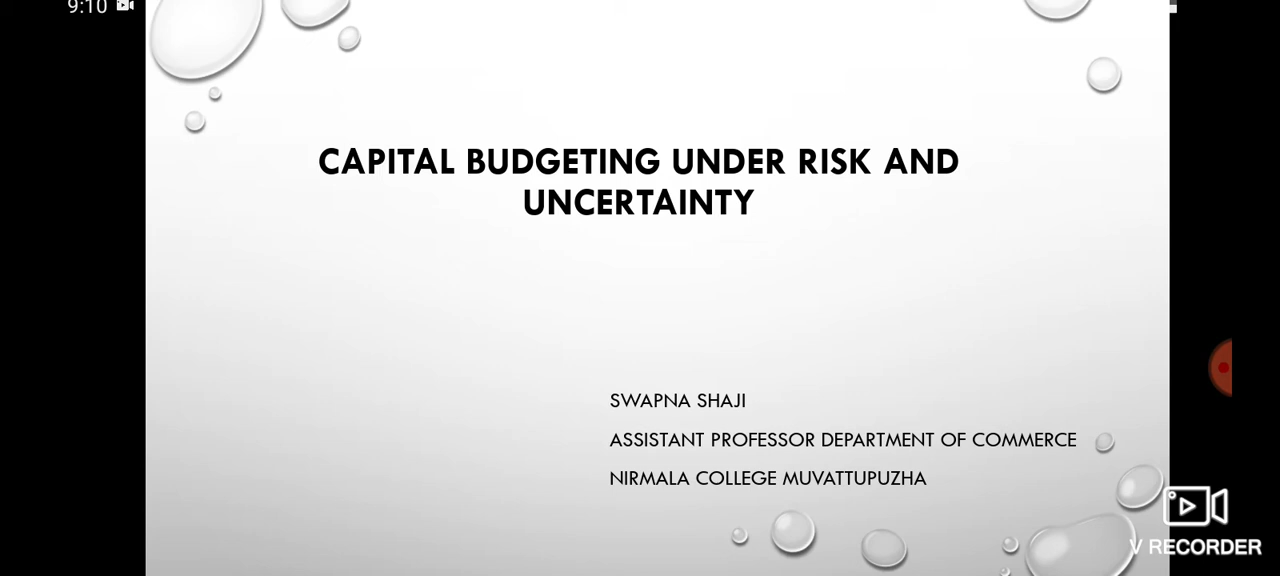 9:10
CAPITAL BUDGETING UNDER RISK AND
UNCERTAINTY
SWAPNA SHAJI
ASSISTANT PROFESSOR DEPARTMENT OF COMMERCE
NIRMALA COLLEGE MUVATTUPUZHA
V RECORDER